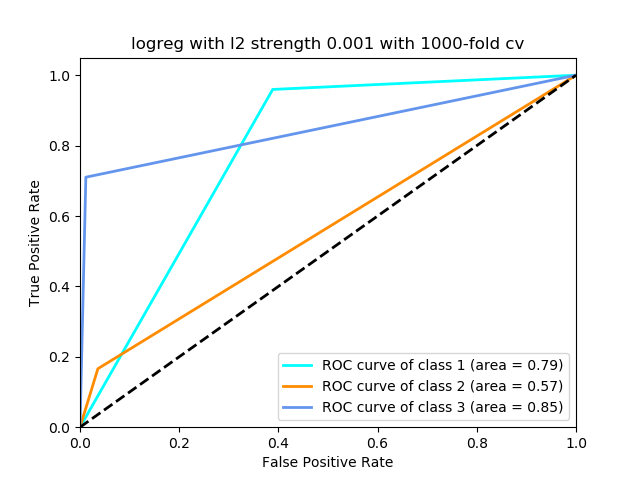 logreg with l2 strength 0.001 with 1000-fold cv
True Positive Rate
1.0
0.8
0.6
0.4
0.2
0.0
ROC curve of class 1 (area = 0.79)
ROC curve of class 2 (area = 0.57)
ROC curve of class 3 (area = 0.85)
0.0 0.2 0.4 0.6 0.8 1.0
False Positive Rate